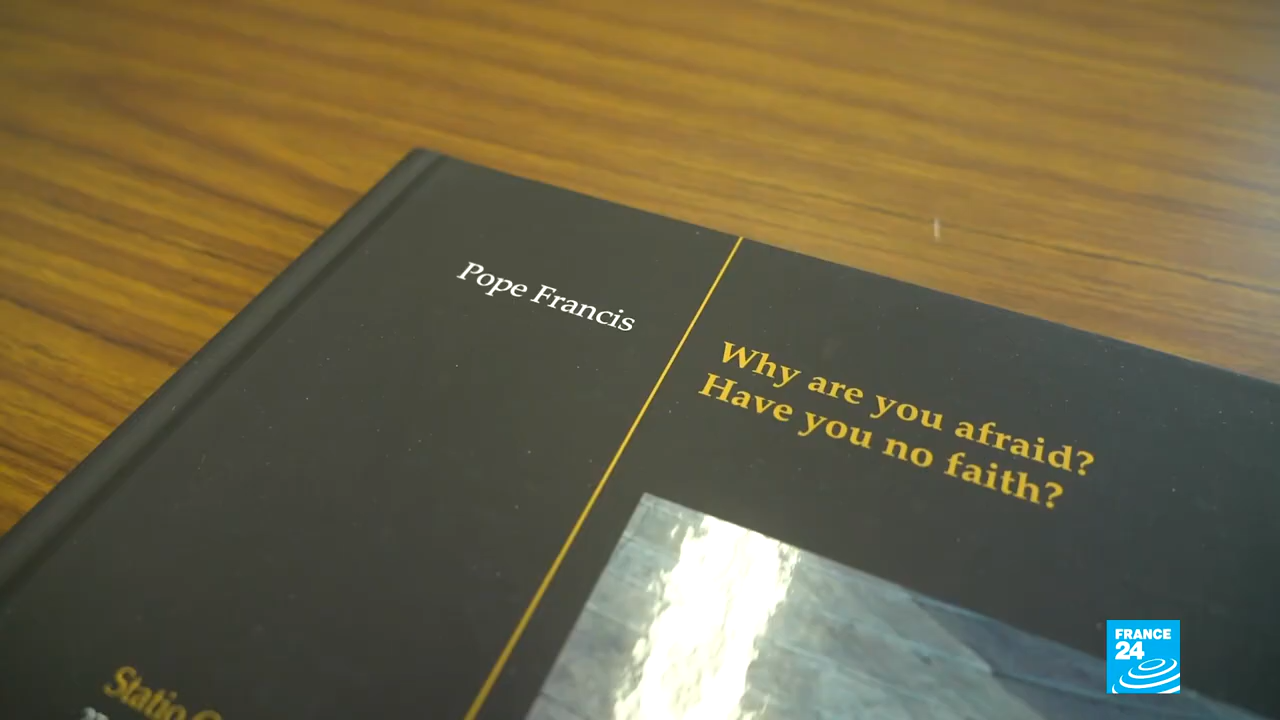 Pope Francis
Why are you afraid?
Have you no faith?
Statio
FRANCE
24